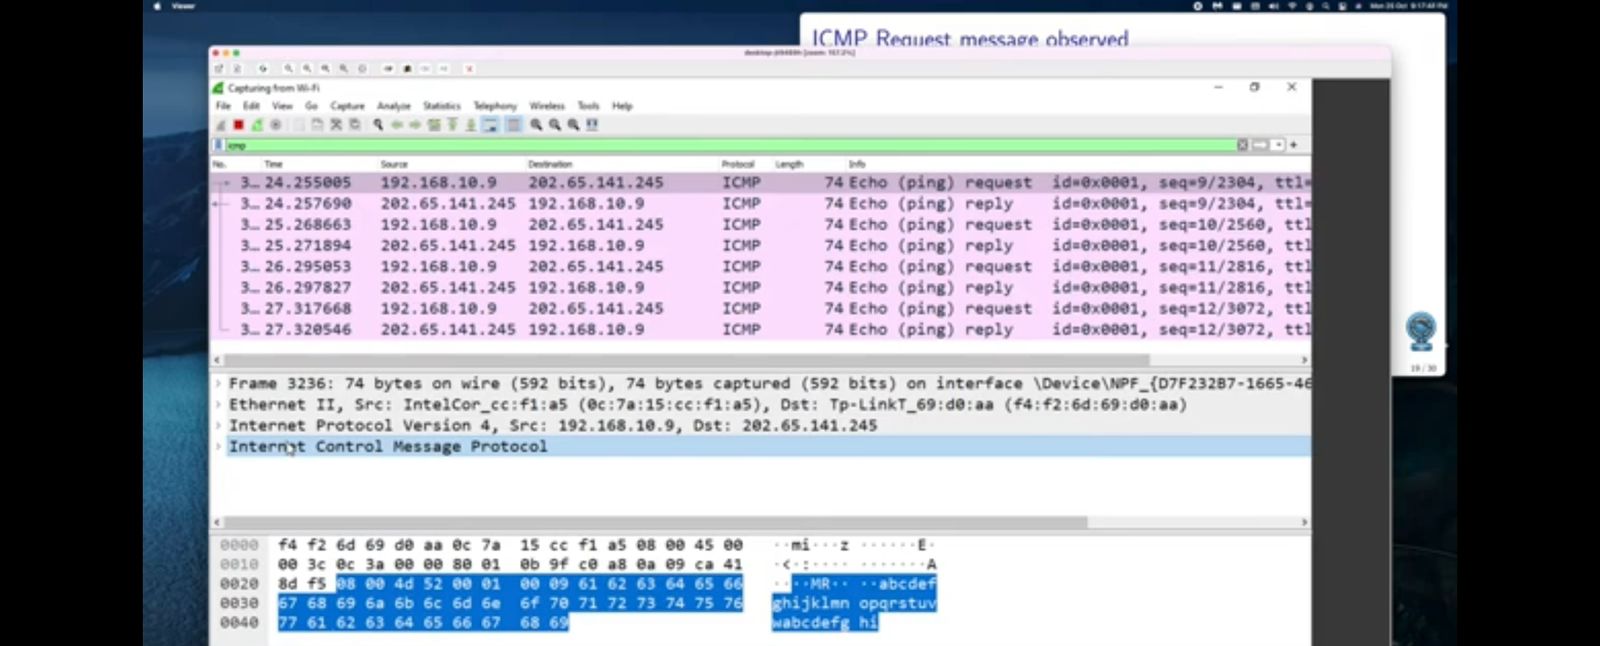 Viewer
Mon 25 Oct 9:17:43 PM
ICMP Request message observed
Capturing from Wi-Fi
File Edit View Go Capture Analyze Statistics Telephony Wireless Tools Help
icmp
No. Time Source Destination Protocol Length Info
3… 24.255005 192.168.10.9 202.65.141.245 ICMP 74 Echo (ping) request id=0x0001, seq=9/2304, ttl=
3… 24.257690 202.65.141.245 192.168.10.9 ICMP 74 Echo (ping) reply id=0x0001, seq=9/2304, ttl=
3… 25.268663 192.168.10.9 202.65.141.245 ICMP 74 Echo (ping) request id=0x0001, seq=10/2560, ttl
3… 25.271894 202.65.141.245 192.168.10.9 ICMP 74 Echo (ping) reply id=0x0001, seq=10/2560, ttl
3… 26.295053 192.168.10.9 202.65.141.245 ICMP 74 Echo (ping) request id=0x0001, seq=11/2816, ttl
3… 26.297827 202.65.141.245 192.168.10.9 ICMP 74 Echo (ping) reply id=0x0001, seq=11/2816, ttl
3… 27.317668 192.168.10.9 202.65.141.245 ICMP 74 Echo (ping) request id=0x0001, seq=12/3072, ttl
3… 27.320546 202.65.141.245 192.168.10.9 ICMP 74 Echo (ping) reply id=0x0001, seq=12/3072, ttl
19 / 30
Frame 3236: 74 bytes on wire (592 bits), 74 bytes captured (592 bits) on interface \Device\NPF_{D7F232B7-1665-46
Ethernet II, Src: IntelCor_cc:f1:a5 (0c:7a:15:cc:f1:a5), Dst: Tp-LinkT_69:d0:aa (f4:f2:6d:69:d0:aa)
Internet Protocol Version 4, Src: 192.168.10.9, Dst: 202.65.141.245
Internet Control Message Protocol
0000 f4 f2 6d 69 d0 aa 0c 7a 15 cc f1 a5 08 00 45 00 ··mi···z ······E·
0010 00 3c 0c 3a 00 00 80 01 0b 9f c0 a8 0a 09 ca 41 ·<·:···· ·······A
0020 8d f5 08 00 4d 52 00 01 00 09 61 62 63 64 65 66 ····MR·· ··abcdef
0030 67 68 69 6a 6b 6c 6d 6e 6f 70 71 72 73 74 75 76 ghijklmn opqrstuv
0040 77 61 62 63 64 65 66 67 68 69 wabcdefg hi